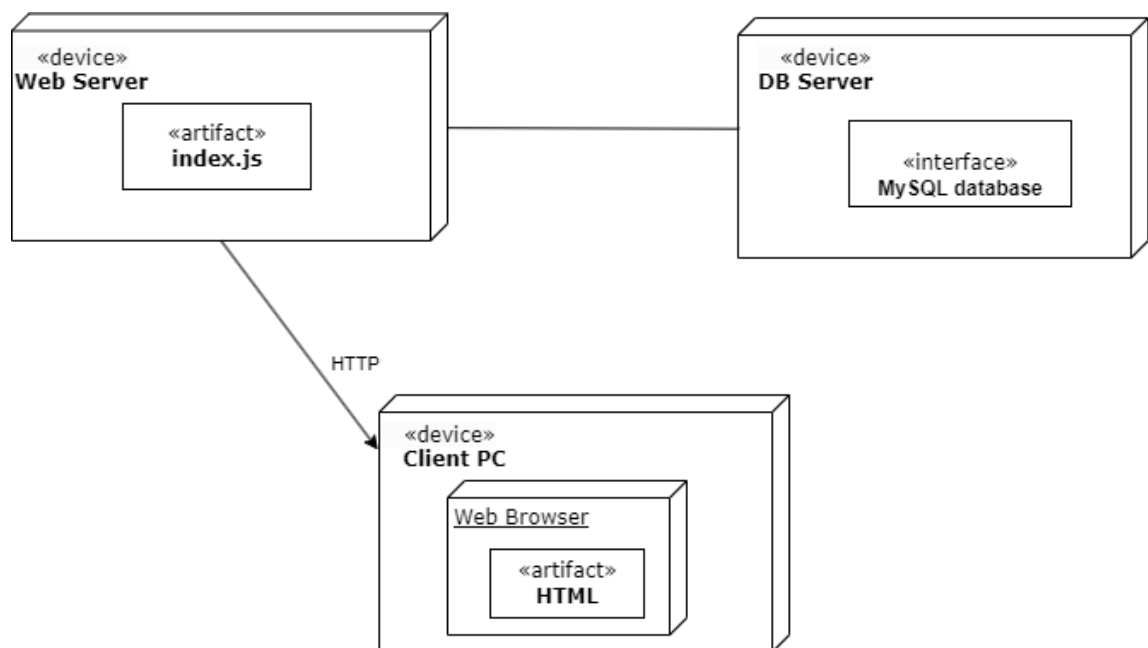 «device»
Web Server
«artifact»
index.js
«device»
DB Server
«interface»
MySQL database
HTTP
«device»
Client PC
Web Browser
«artifact»
HTML